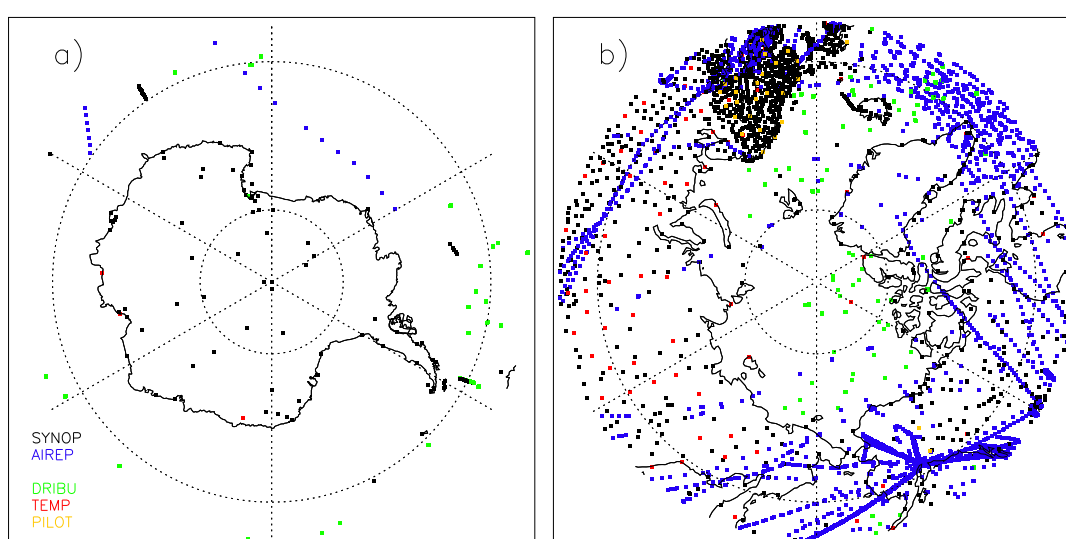 a)
b)
SYNOP
AIREP
DRIBU
TEMP
PILOT